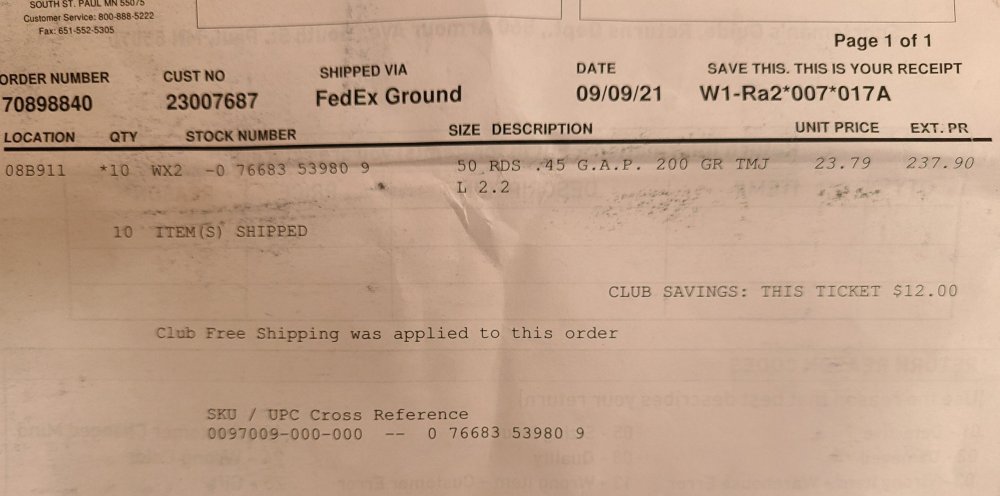 SOUTH ST. PAUL MN 55075
Customer Service: 800-888-5222
Fax: 651-552-5305
Page 1 of 1
ORDER NUMBER CUST NO SHIPPED VIA DATE SAVE THIS. THIS IS YOUR RECEIPT
70898840 23007687 FedEx Ground 09/09/21 W1-Ra2*007*017A
LOCATION QTY STOCK NUMBER SIZE DESCRIPTION UNIT PRICE EXT. PR
08B911 *10 WX2 -0 76683 53980 9 50 RDS .45 G.A.P. 200 GR TMJ 23.79 237.90
L 2.2
10 ITEM(S) SHIPPED
CLUB SAVINGS: THIS TICKET $12.00
Club Free Shipping was applied to this order
SKU / UPC Cross Reference
0097009-000-000 -- 0 76683 53980 9